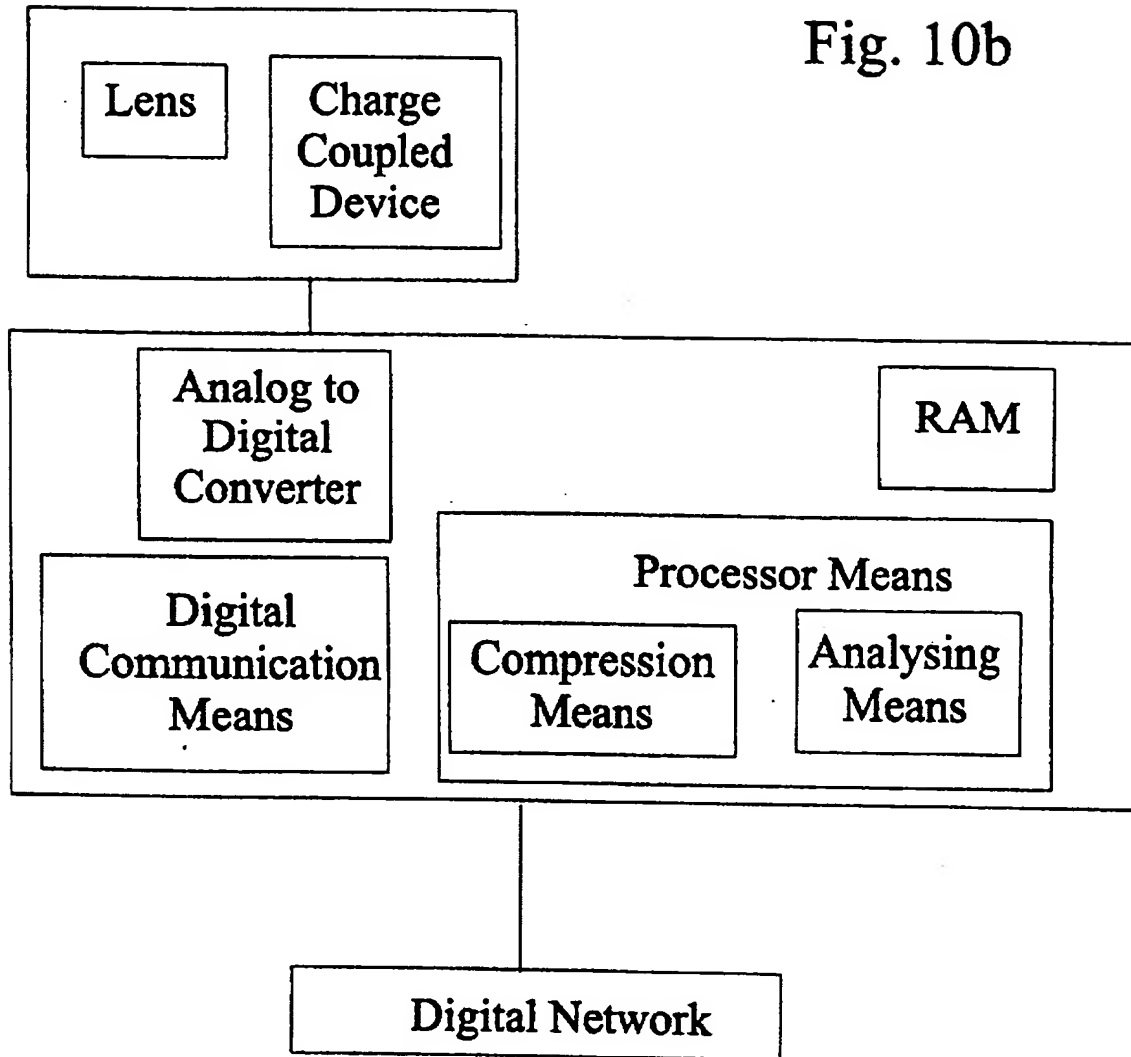 Fig. 10b
Lens
Charge
Coupled
Device
Analog to
Digital
Converter
RAM
Digital
Communication
Means
Processor Means
Compression
Means
Analysing
Means
Digital Network